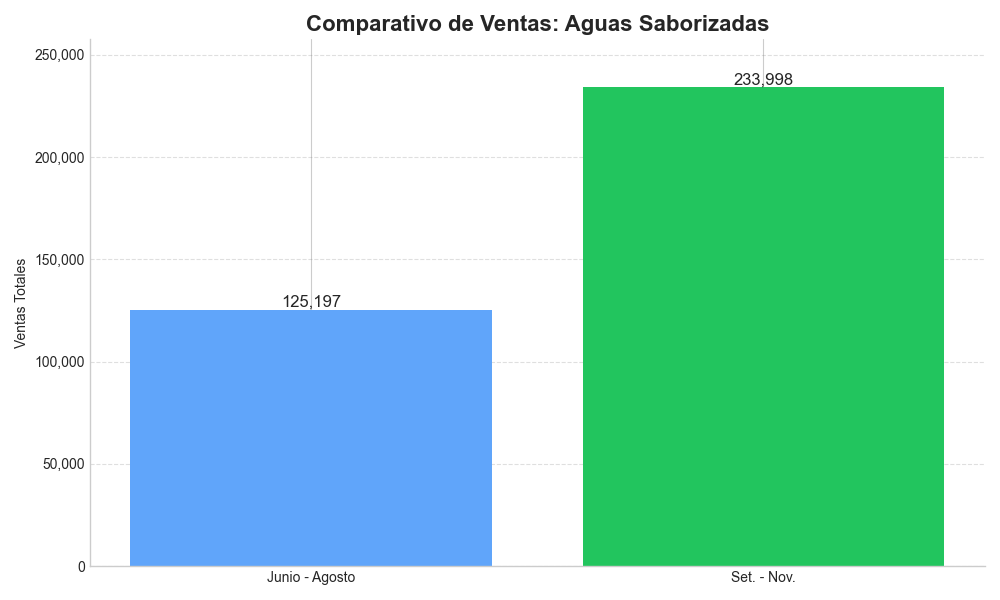 Comparativo de Ventas: Aguas Saborizadas
250,000
233,998
200,000
150,000
Ventas Totales
125,197
100,000
50,000
0
Junio - Agosto
Set. - Nov.